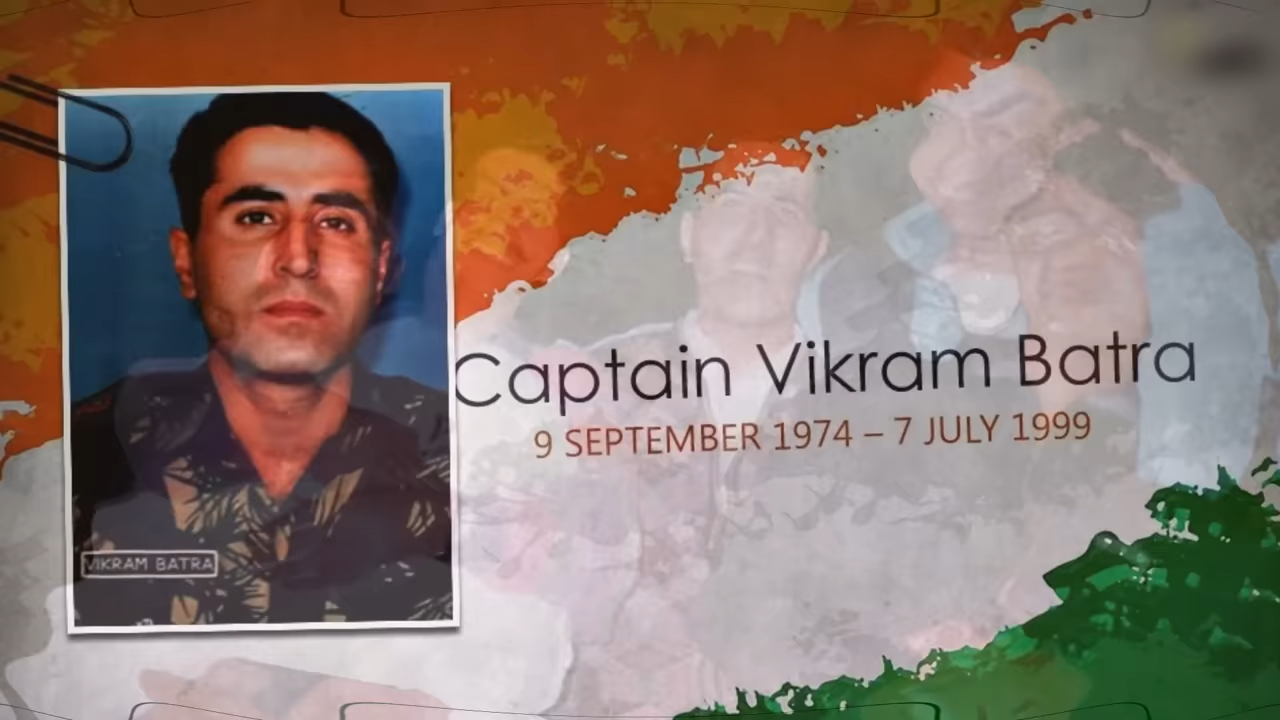 Captain Vikram Batra
9 SEPTEMBER 1974 – 7 JULY 1999
VIKRAM BATRA